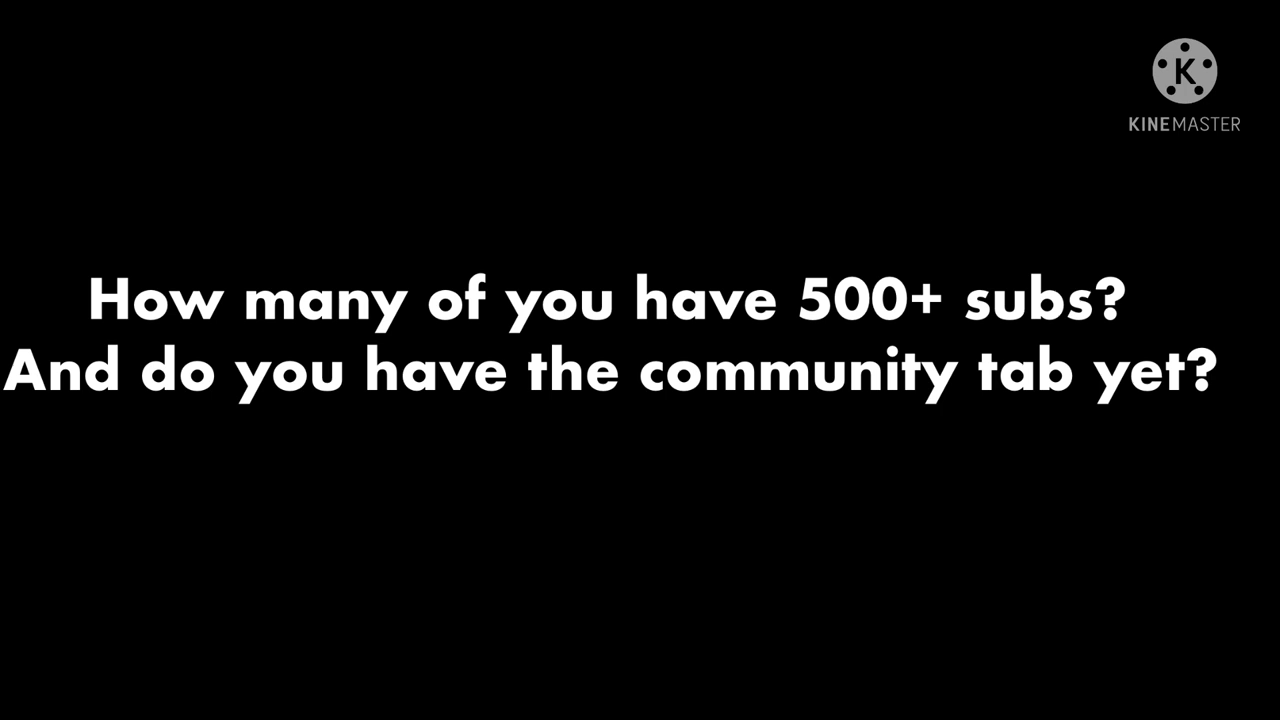 K
KINEMASTER
How many of you have 500+ subs?
And do you have the community tab yet?